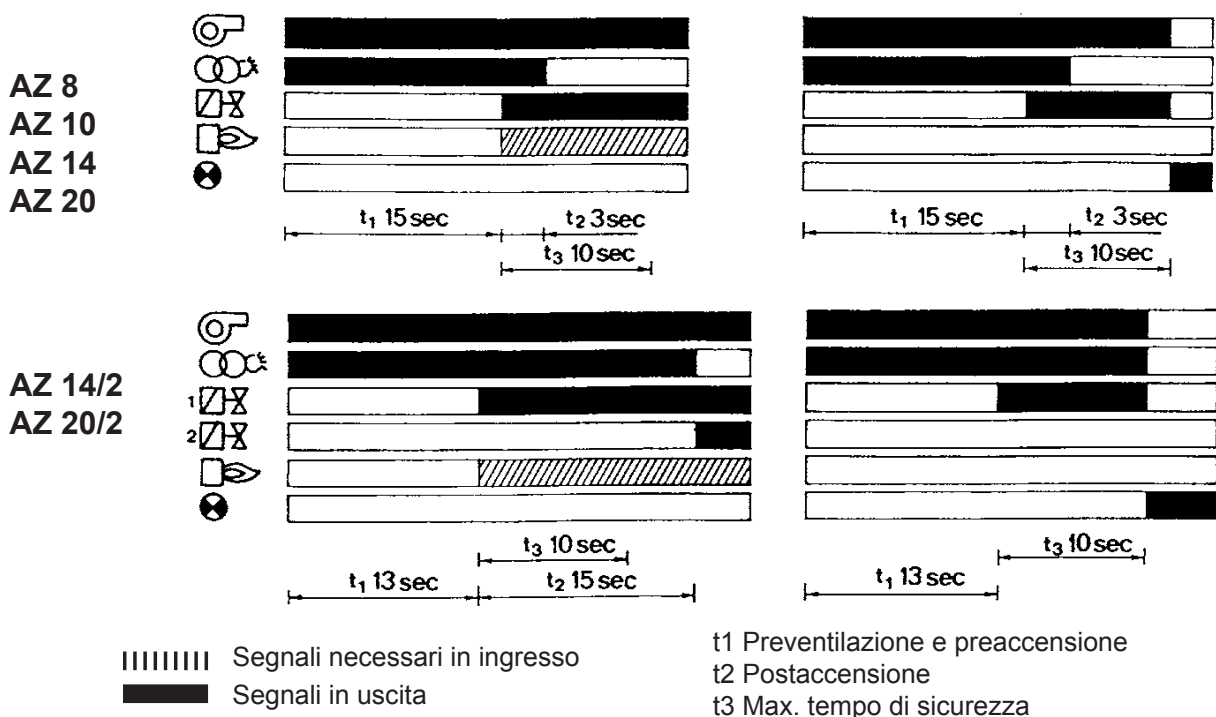 AZ 8
AZ 10
AZ 14
AZ 20
t₁ 15 sec
t₂ 3 sec
t₃ 10 sec
t₁ 15 sec
t₂ 3 sec
t₃ 10 sec
AZ 14/2
AZ 20/2
1
2
t₃ 10 sec
t₁ 13 sec
t₂ 15 sec
t₃ 10 sec
t₁ 13 sec
Segnali necessari in ingresso
Segnali in uscita
t1 Preventilazione e preaccensione
t2 Postaccensione
t3 Max. tempo di sicurezza